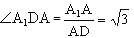 ∠A₁DA = A₁A/AD = √3